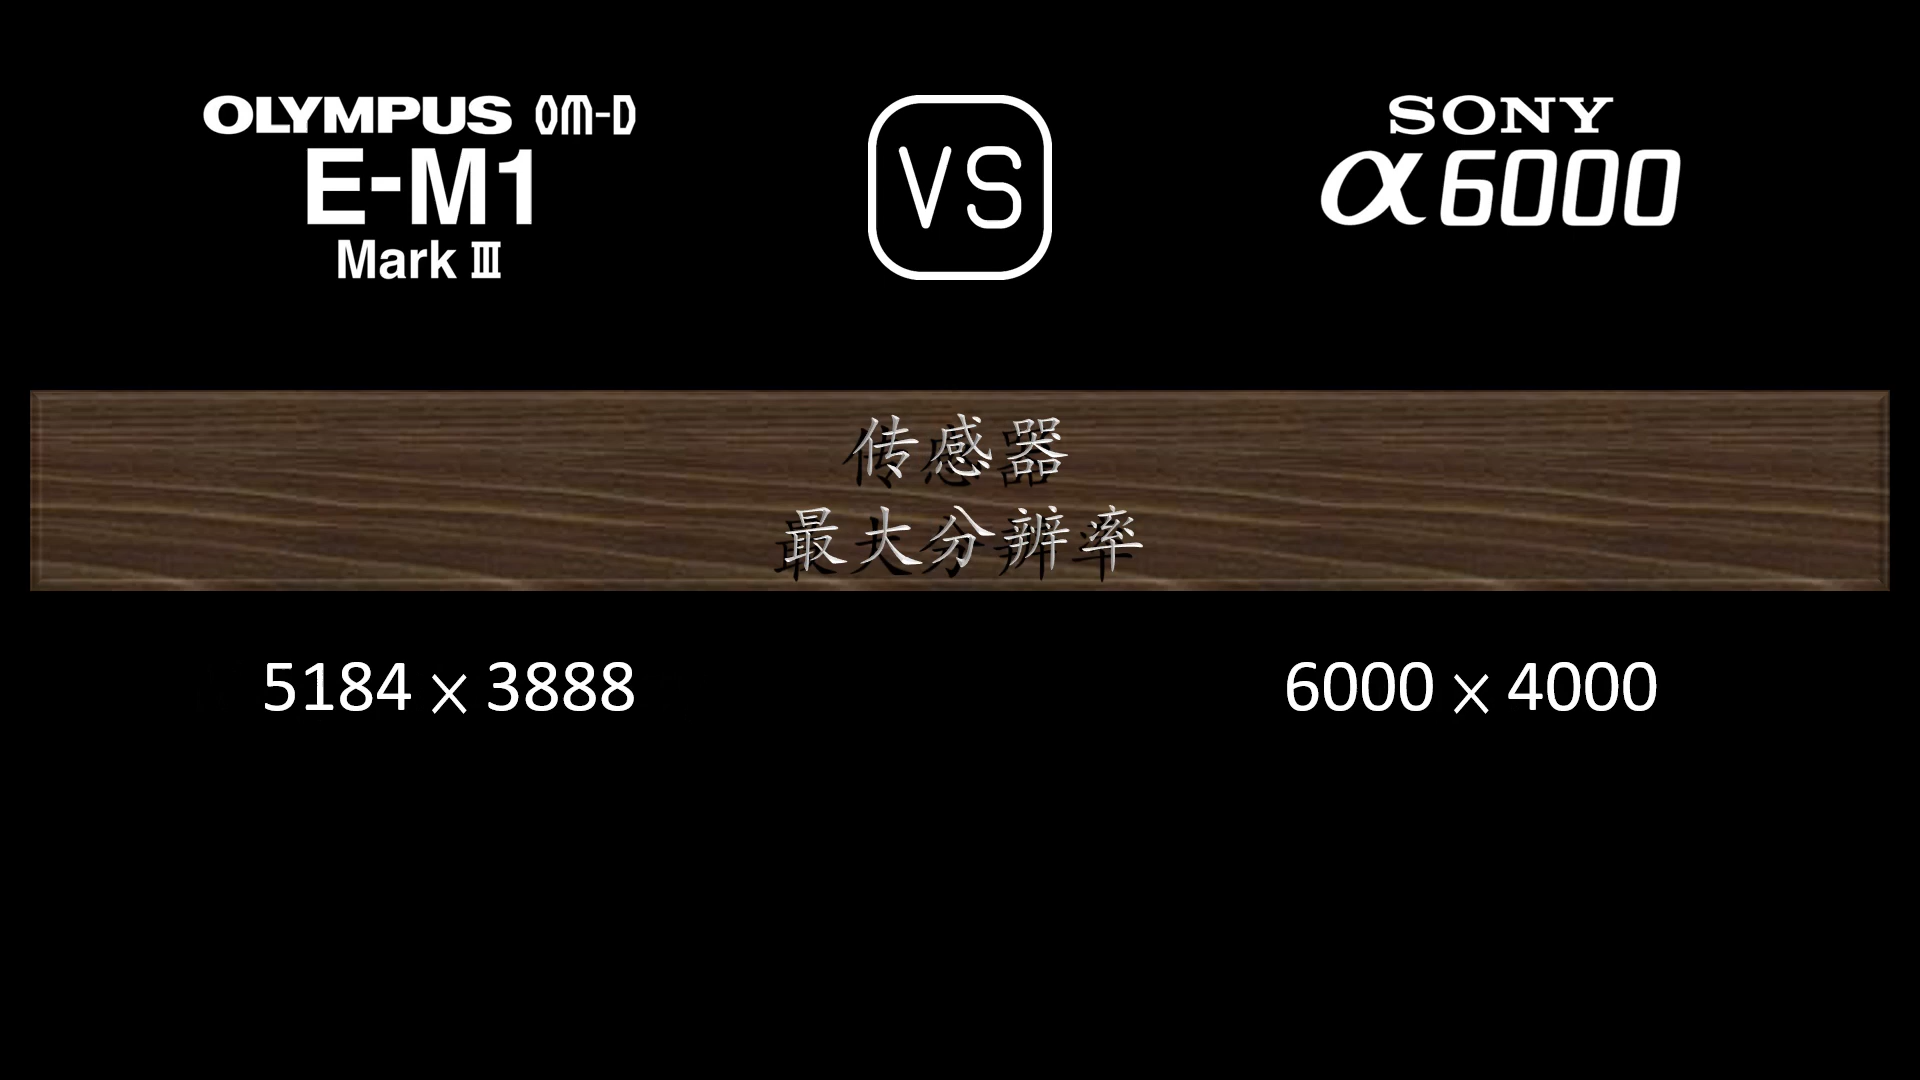 OLYMPUS OM-D
E-M1
Mark III
VS
SONY
α6000
传感器
最大分辨率
5184 x 3888
6000 x 4000